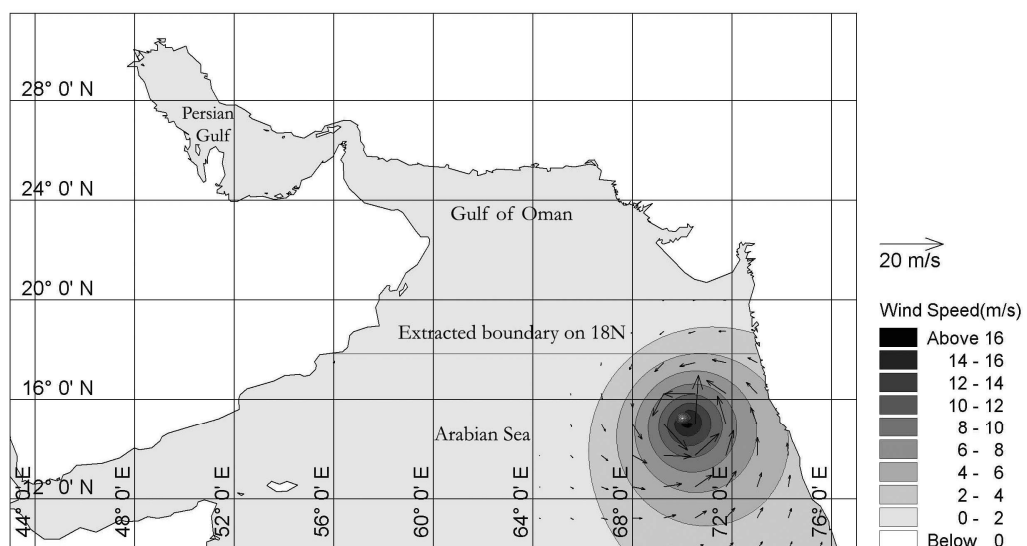 28° 0' N
Persian
Gulf
24° 0' N
Gulf of Oman
20° 0' N
Extracted boundary on 18N
16° 0' N
Arabian Sea
12° 0' N
44° 0' E
48° 0' E
52° 0' E
56° 0' E
60° 0' E
64° 0' E
68° 0' E
72° 0' E
76° 0' E
20 m/s
Wind Speed(m/s)
Above 16
14 - 16
12 - 14
10 - 12
8 - 10
6 - 8
4 - 6
2 - 4
0 - 2
Below 0